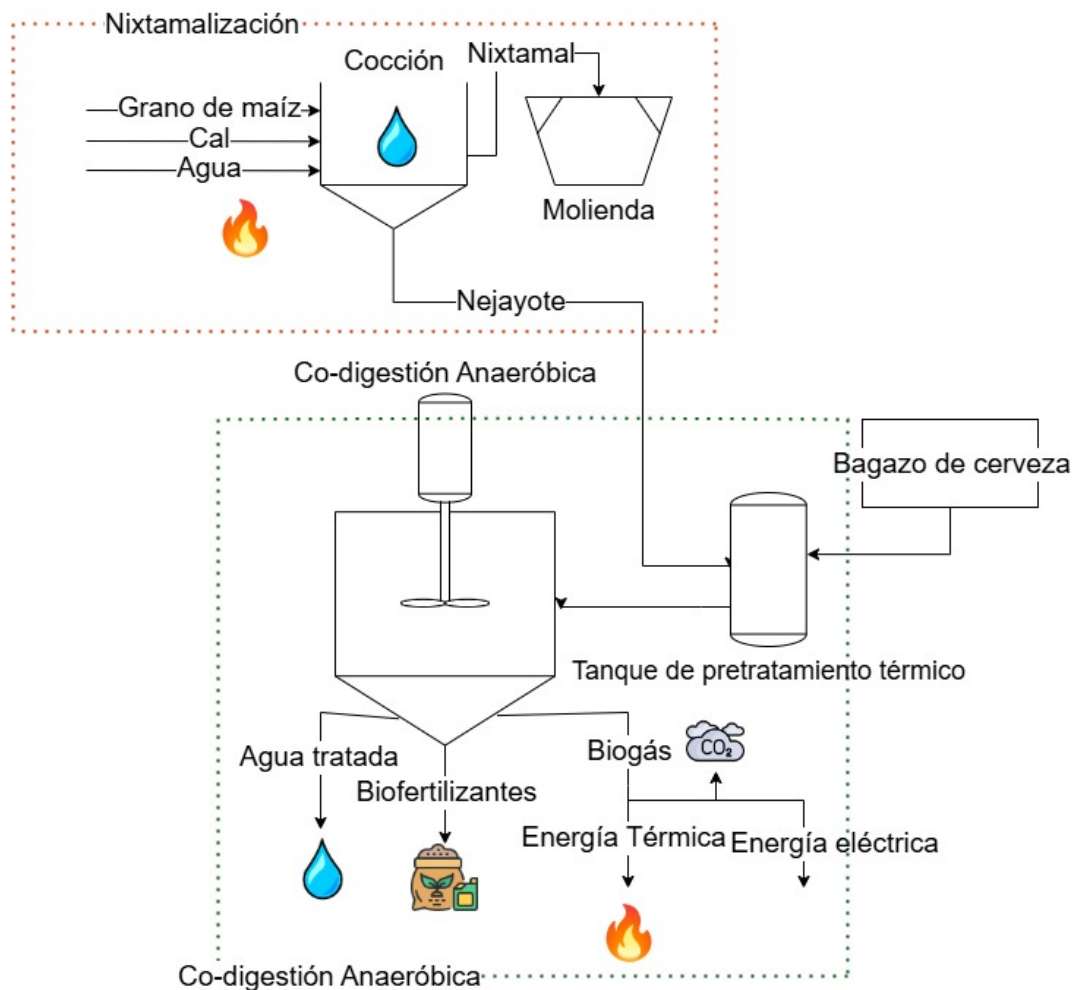 Nixtamalización
Cocción
Nixtamal
Grano de maíz
Cal
Agua
Molienda
Nejayote
Co-digestión Anaeróbica
Bagazo de cerveza
Tanque de pretratamiento térmico
Agua tratada
Biofertilizantes
Biogás
CO₂
Energía Térmica
Energía eléctrica
Co-digestión Anaeróbica